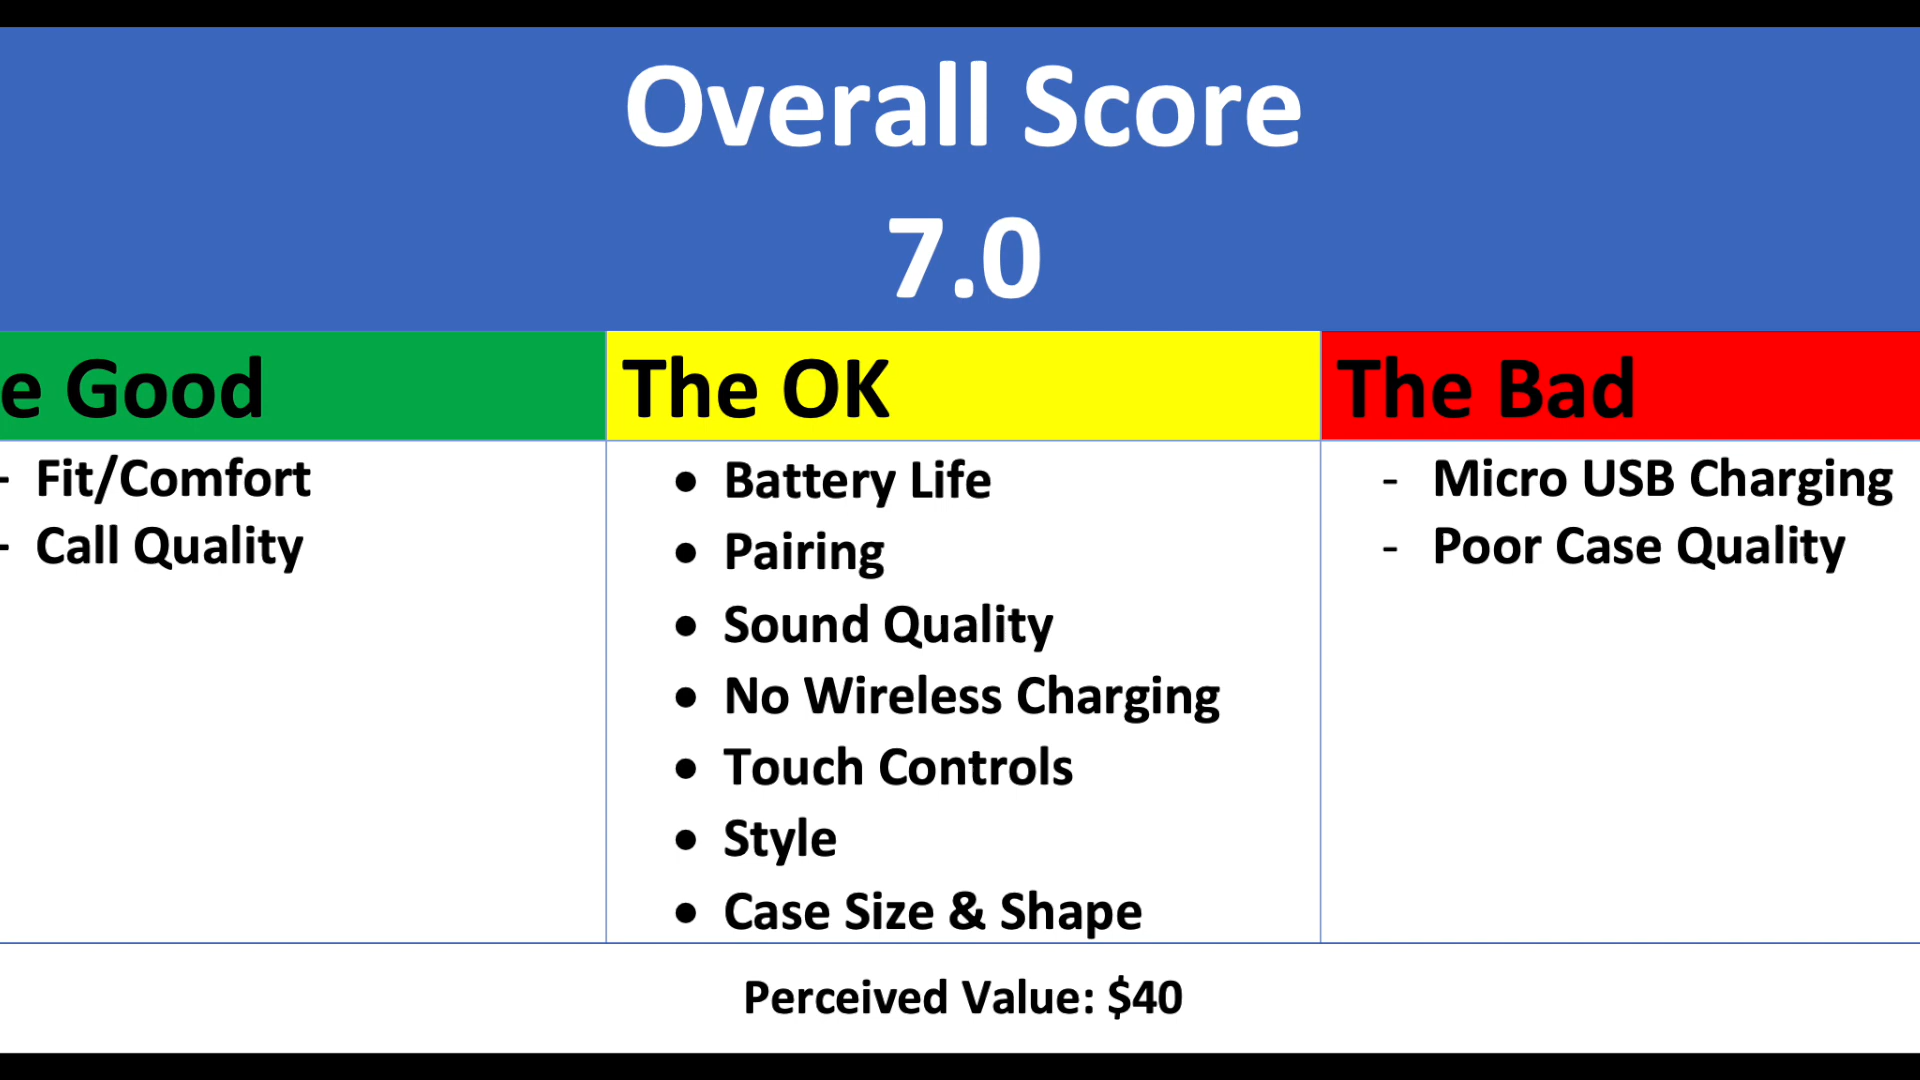 Overall Score
7.0
e Good
The OK
The Bad
- Fit/Comfort
- Call Quality
• Battery Life
• Pairing
• Sound Quality
• No Wireless Charging
• Touch Controls
• Style
• Case Size & Shape
- Micro USB Charging
- Poor Case Quality
Perceived Value: $40